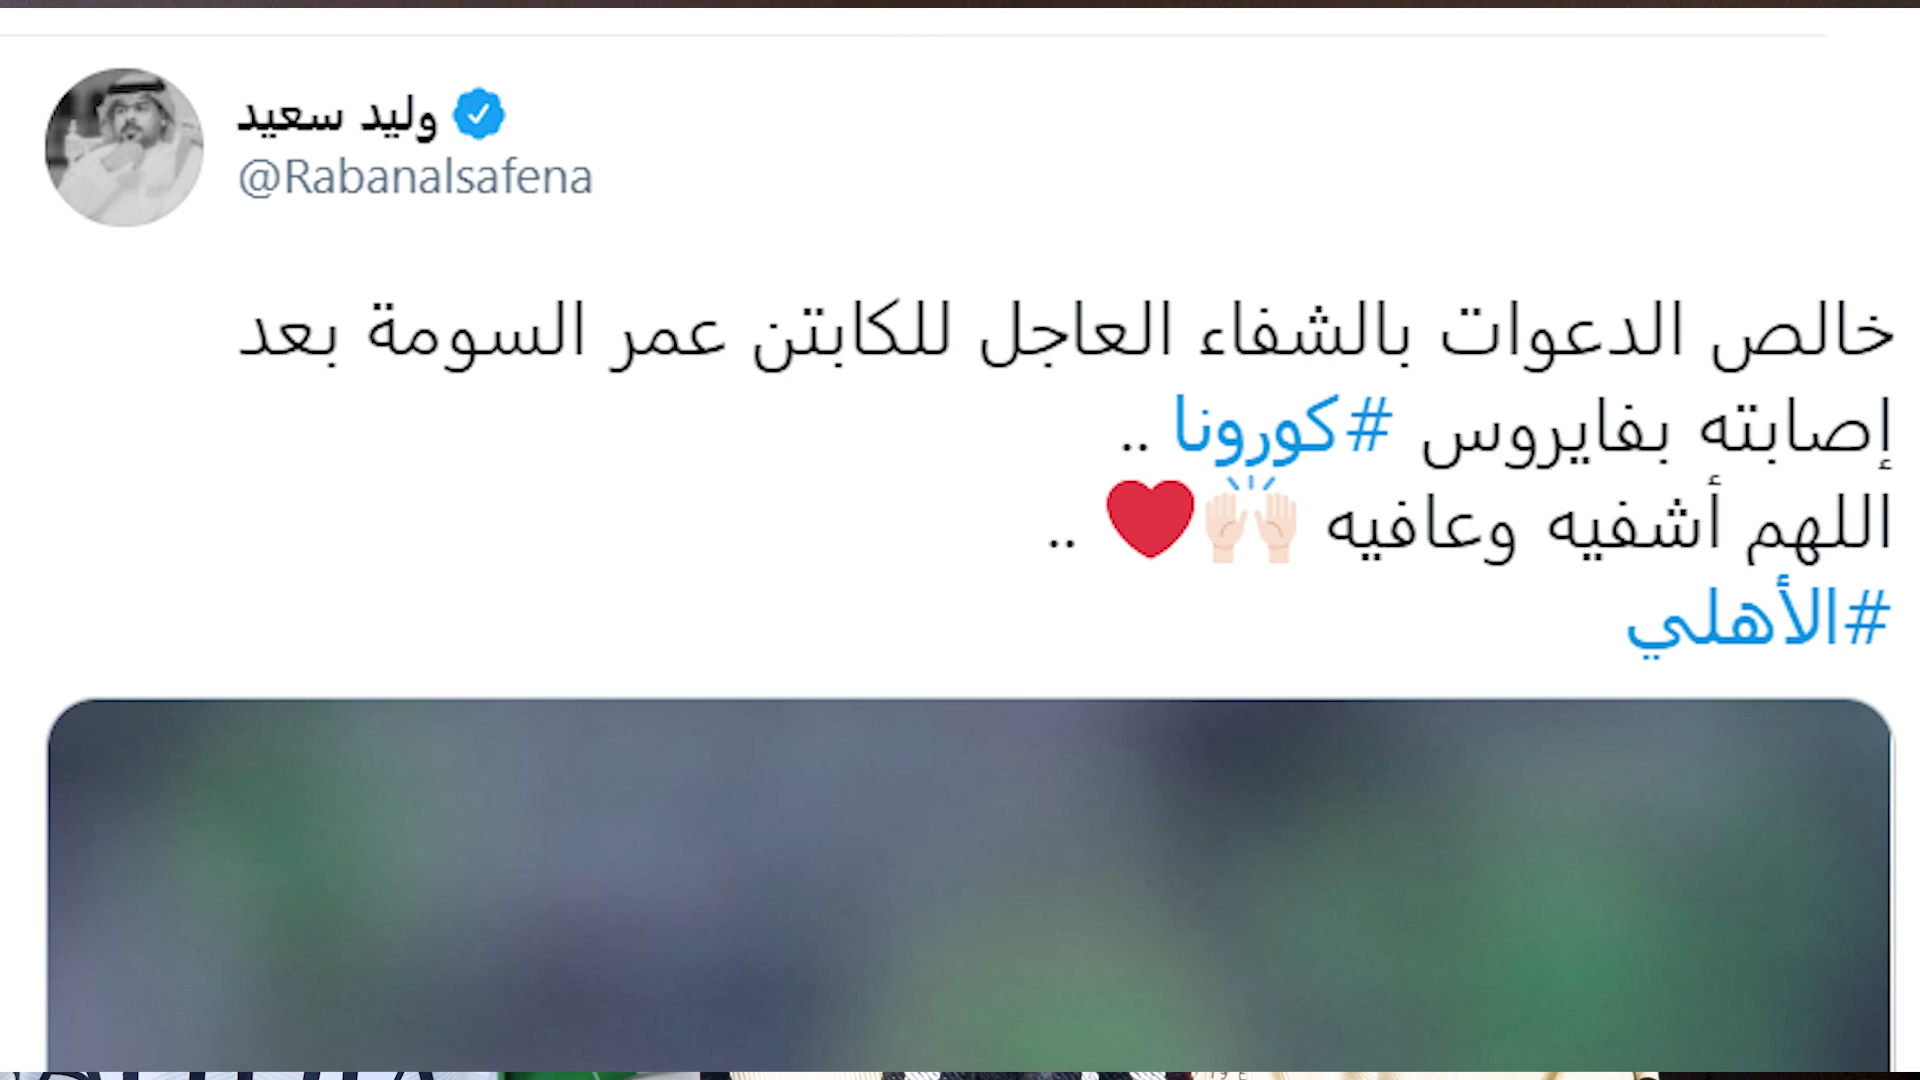 وليد سعيد
@Rabanalsafena
خالص الدعوات بالشفاء العاجل للكابتن عمر السومة بعد
إصابته بفايروس #كورونا ..
اللهم أشفيه وعافيه 🙌🏻❤️ ..
#الأهلي